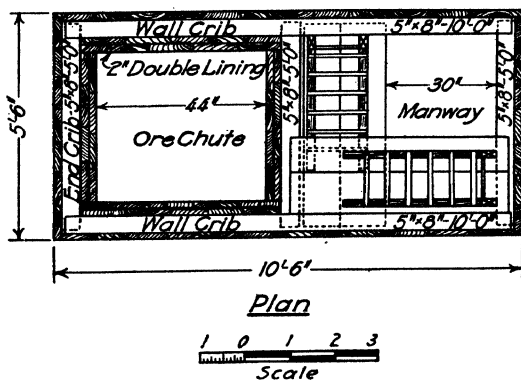 Wall Crib
5"x8"-10'-0"
2" Double Lining
44"
Ore Chute
End Crib-5"x8"-5'-0"
5"x8"-5'-0"
30"
Manway
5"x8"-5'-0"
5'-6"
Wall Crib
5"x8"-10'-0"
10'-6"
Plan
1 0 1 2 3
Scale